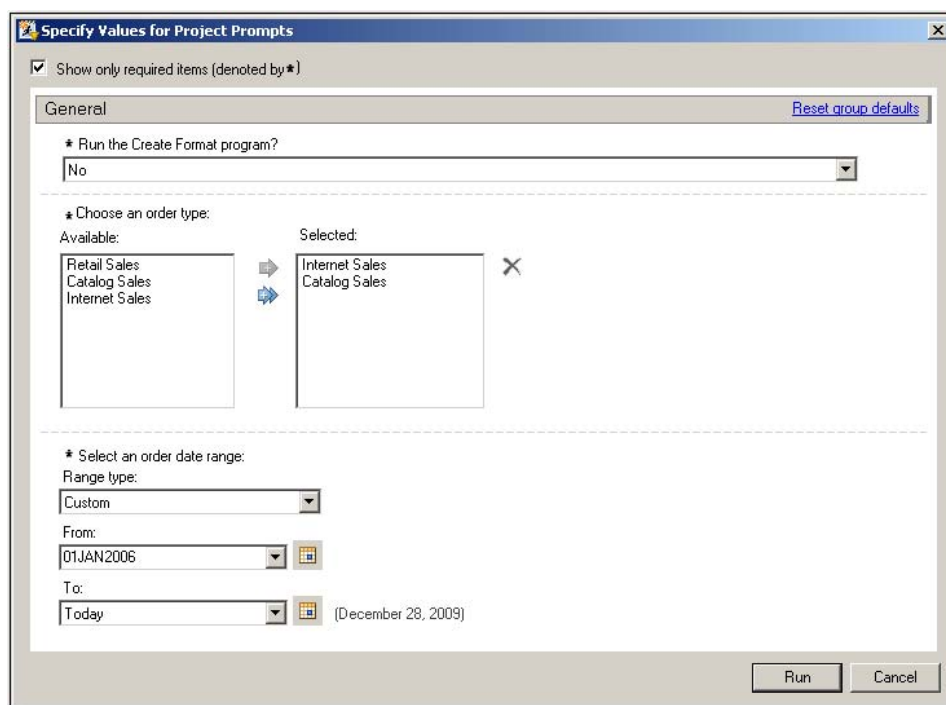 Specify Values for Project Prompts
Show only required items (denoted by*)
General Reset group defaults
* Run the Create Format program?
No
* Choose an order type:
Available: Selected:
Retail Sales Internet Sales
Catalog Sales Catalog Sales
Internet Sales
* Select an order date range:
Range type:
Custom
From:
01JAN2006
To:
Today (December 28, 2009)
Run Cancel